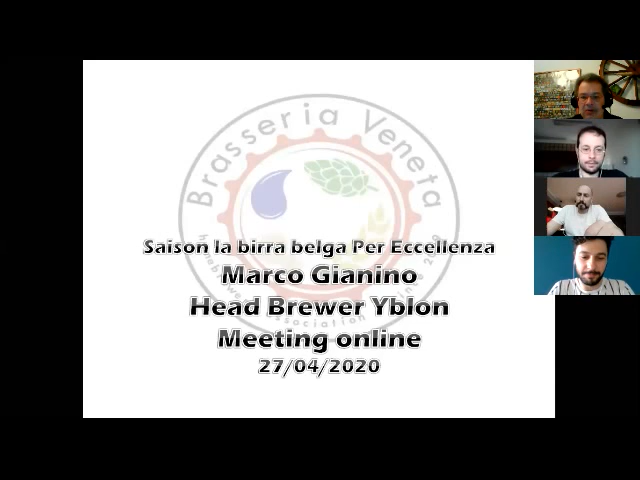 Brasseria Veneta
Saison la birra belga Per Eccellenza
Marco Gianino
Head Brewer Yblon
Meeting online
27/04/2020